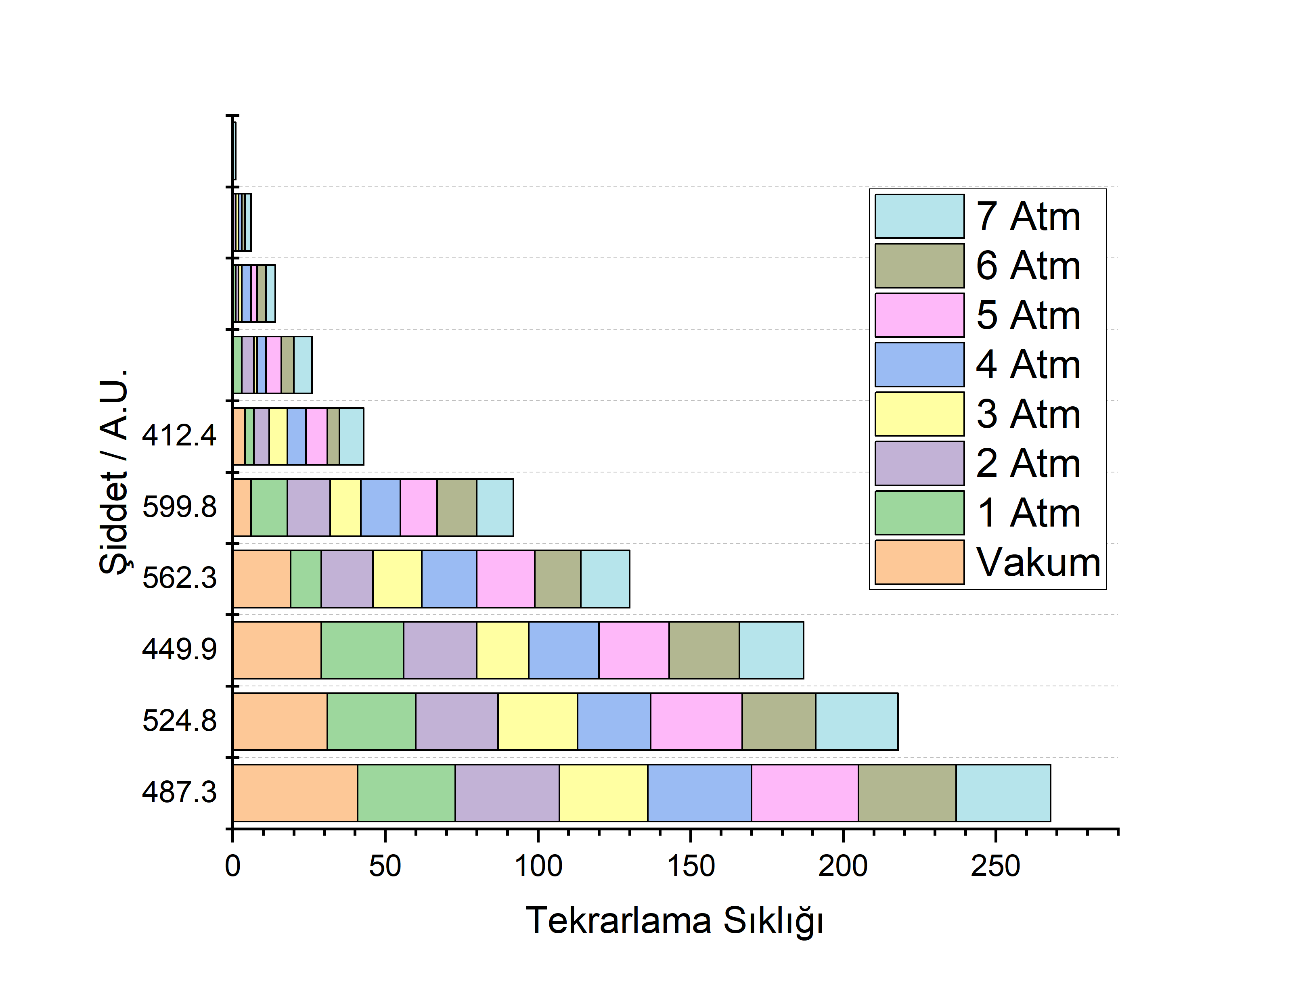 7 Atm
6 Atm
5 Atm
4 Atm
3 Atm
2 Atm
1 Atm
Vakum
Şiddet / A.U.
412.4
599.8
562.3
449.9
524.8
487.3
0 50 100 150 200 250
Tekrarlama Sıklığı